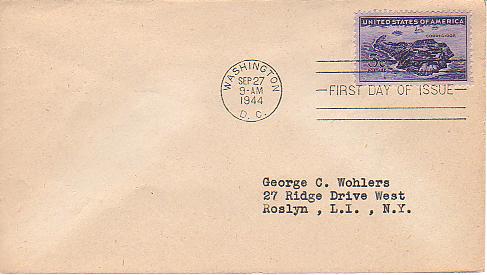 UNITED STATES OF AMERICA
CORREGIDOR
3¢
WASHINGTON
SEP 27
9-AM
1944
D. C.
FIRST DAY OF ISSUE
George C. Wohlers
27 Ridge Drive West
Roslyn , L.I. , N.Y.